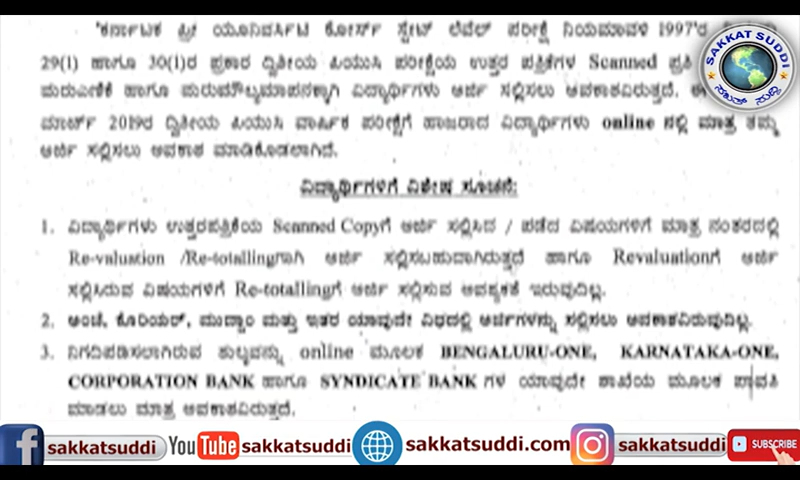 'ಕರ್ನಾಟಕ ಪ್ರೀ ಯೂನಿವರ್ಸಿಟಿ ಕೋರ್ಸ್ ಸ್ಟೇಟ್ ಲೆವೆಲ್ ಪರೀಕ್ಷೆ ನಿಯಮಾವಳಿ 1997'ರ
29(1) ಹಾಗೂ 30(1)ರ ಪ್ರಕಾರ ದ್ವಿತೀಯ ಪಿಯುಸಿ ಪರೀಕ್ಷೆಯ ಉತ್ತರ ಪತ್ರಿಕೆಗಳ Scanned ಪ್ರತಿ
ಮರುಎಣಿಕೆ ಹಾಗೂ ಮರುಮೌಲ್ಯಮಾಪನಕ್ಕಾಗಿ ವಿದ್ಯಾರ್ಥಿಗಳು ಅರ್ಜಿ ಸಲ್ಲಿಸಲು ಅವಕಾಶವಿರುತ್ತದೆ.
ಮಾರ್ಚ್ 2019ರ ದ್ವಿತೀಯ ಪಿಯುಸಿ ವಾರ್ಷಿಕ ಪರೀಕ್ಷೆಗೆ ಹಾಜರಾದ ವಿದ್ಯಾರ್ಥಿಗಳು online ನಲ್ಲಿ ಮಾತ್ರ ತಮ್ಮ
ಅರ್ಜಿ ಸಲ್ಲಿಸಲು ಅವಕಾಶ ಮಾಡಿಕೊಡಲಾಗಿದೆ.
ವಿದ್ಯಾರ್ಥಿಗಳಿಗೆ ವಿಶೇಷ ಸೂಚನೆ:
1. ವಿದ್ಯಾರ್ಥಿಗಳು ಉತ್ತರಪತ್ರಿಕೆಯ Scanned Copyಗೆ ಅರ್ಜಿ ಸಲ್ಲಿಸಿದ / ಪಡೆದ ವಿಷಯಗಳಿಗೆ ಮಾತ್ರ ನಂತರದಲ್ಲಿ
Re-valuation /Re-totallingಗಾಗಿ ಅರ್ಜಿ ಸಲ್ಲಿಸಬಹುದಾಗಿರುತ್ತದೆ ಹಾಗೂ Revaluationಗೆ ಅರ್ಜಿ
ಸಲ್ಲಿಸಿರುವ ವಿಷಯಗಳಿಗೆ Re-totallingಗೆ ಅರ್ಜಿ ಸಲ್ಲಿಸುವ ಅವಶ್ಯಕತೆ ಇರುವುದಿಲ್ಲ.
2. ಅಂಚೆ, ಕೊರಿಯರ್, ಮುದ್ದಾಂ ಮತ್ತು ಇತರ ಯಾವುದೇ ವಿಧದಲ್ಲಿ ಅರ್ಜಿಗಳನ್ನು ಸಲ್ಲಿಸಲು ಅವಕಾಶವಿರುವುದಿಲ್ಲ.
3. ನಿಗದಿಪಡಿಸಲಾಗಿರುವ ಶುಲ್ಕವನ್ನು online ಮೂಲಕ BENGALURU-ONE, KARNATAKA-ONE,
CORPORATION BANK ಹಾಗೂ SYNDICATE BANK ಗಳ ಯಾವುದೇ ಶಾಖೆಯ ಮೂಲಕ ಪಾವತಿ
ಮಾಡಲು ಮಾತ್ರ ಅವಕಾಶವಿರುತ್ತದೆ.
SAKKAT SUDDI
ಸಖತ್ ಸುದ್ದಿ
sakkatsuddi YouTube sakkatsuddi sakkatsuddi.com sakkatsuddi SUBSCRIBE